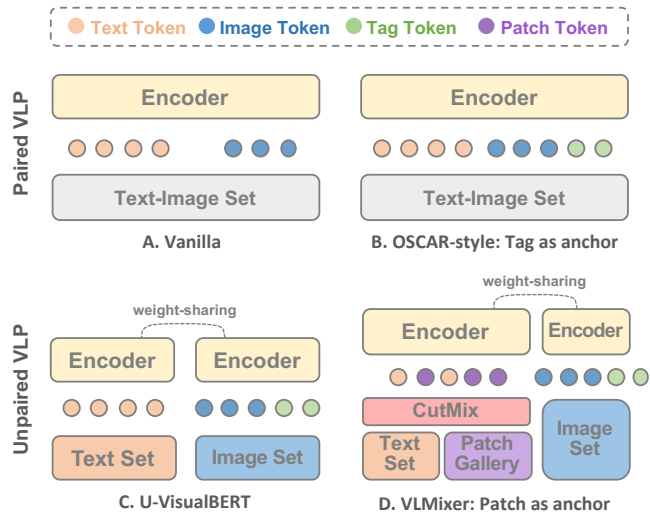 Text Token Image Token Tag Token Patch Token
Paired VLP
Encoder
Text-Image Set
A. Vanilla
Encoder
Text-Image Set
B. OSCAR-style: Tag as anchor
Unpaired VLP
weight-sharing
Encoder
Encoder
Text Set
Image Set
C. U-VisualBERT
weight-sharing
Encoder
Encoder
CutMix
Text
Set
Patch
Gallery
Image
Set
D. VLMixer: Patch as anchor